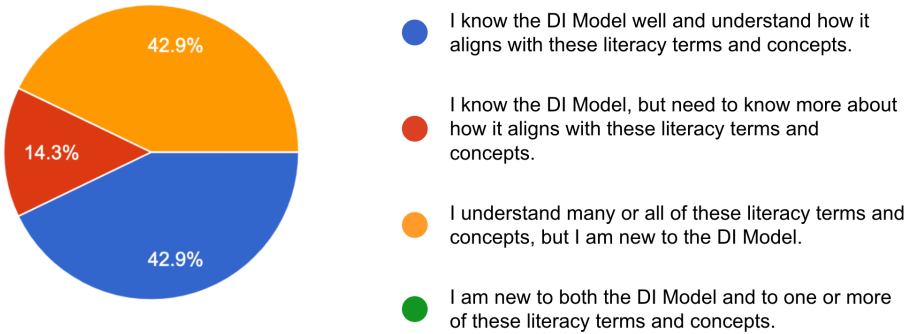 42.9%
14.3%
42.9%
I know the DI Model well and understand how it
aligns with these literacy terms and concepts.
I know the DI Model, but need to know more about
how it aligns with these literacy terms and
concepts.
I understand many or all of these literacy terms and
concepts, but I am new to the DI Model.
I am new to both the DI Model and to one or more
of these literacy terms and concepts.